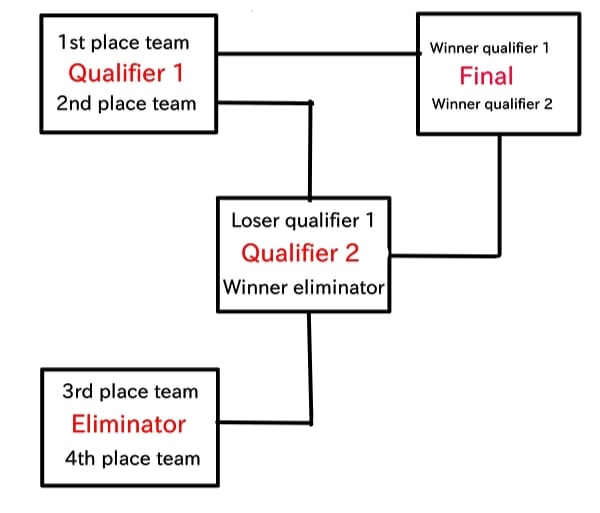 1st place team
Qualifier 1
2nd place team
Winner qualifier 1
Final
Winner qualifier 2
Loser qualifier 1
Qualifier 2
Winner eliminator
3rd place team
Eliminator
4th place team